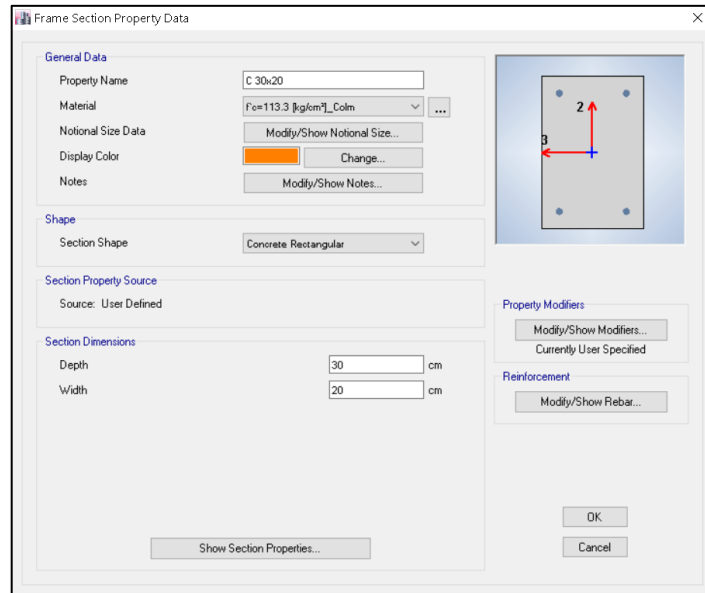 Frame Section Property Data
General Data
Property Name
C 30x20
Material
f'c=113.3 [kg/cm²]_Colm
...
Notional Size Data
Modify/Show Notional Size...
Display Color
Change...
Notes
Modify/Show Notes...
2
3
Shape
Section Shape
Concrete Rectangular
Section Property Source
Source: User Defined
Property Modifiers
Modify/Show Modifiers...
Currently User Specified
Section Dimensions
Depth
30
cm
Width
20
cm
Reinforcement
Modify/Show Rebar...
Show Section Properties...
OK
Cancel